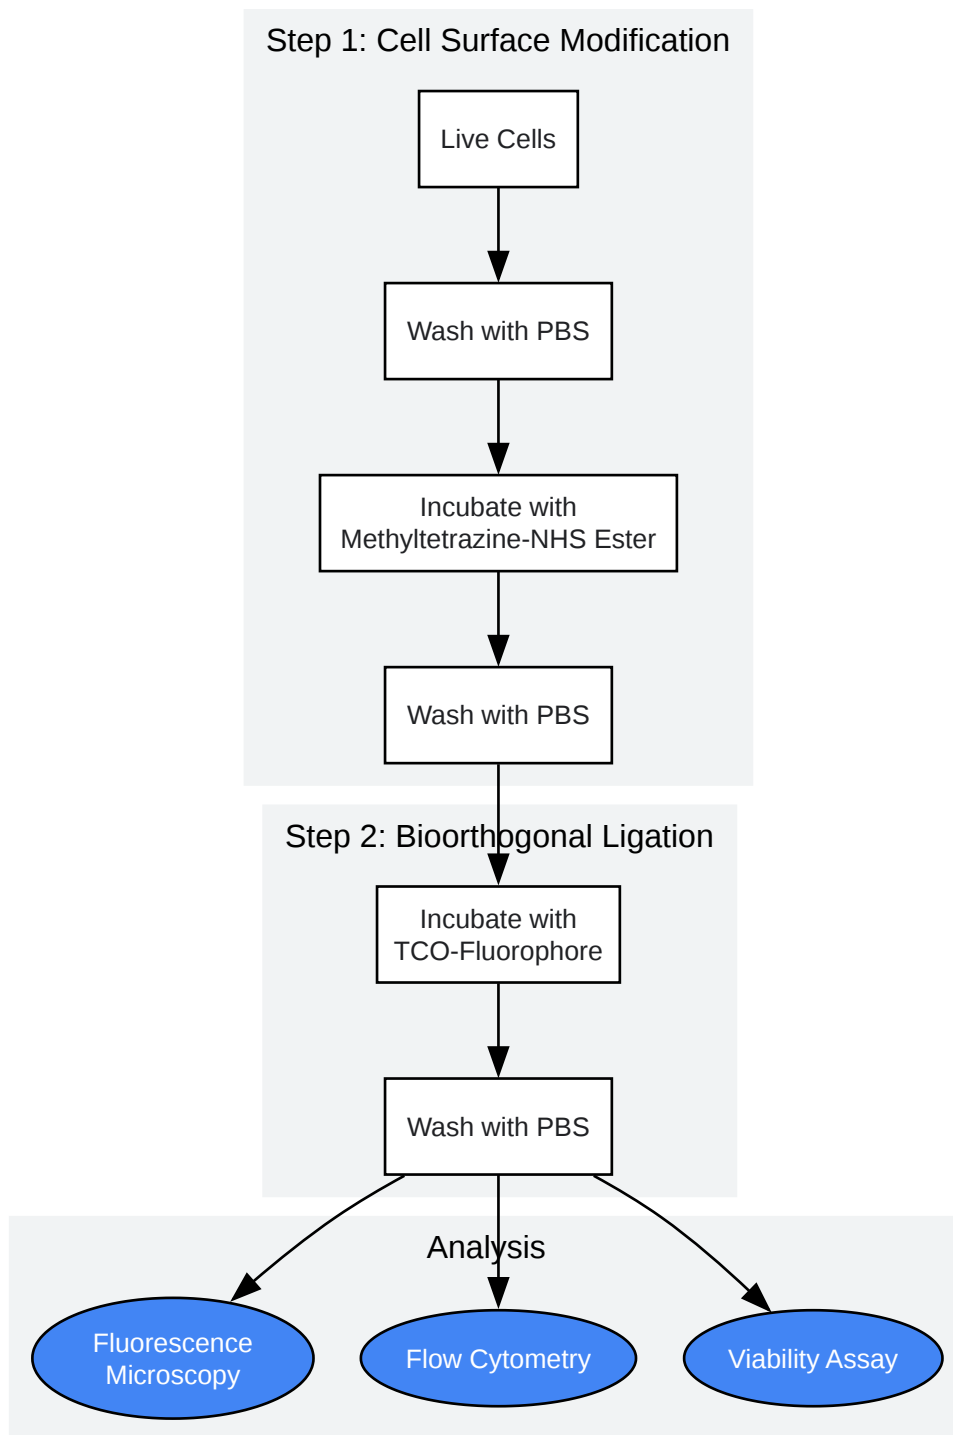 Step 1: Cell Surface Modification
Live Cells
Wash with PBS
Incubate with
Methyltetrazine-NHS Ester
Wash with PBS
Step 2: Bioorthogonal Ligation
Incubate with
TCO-Fluorophore
Wash with PBS
Analysis
Fluorescence
Microscopy
Flow Cytometry
Viability Assay